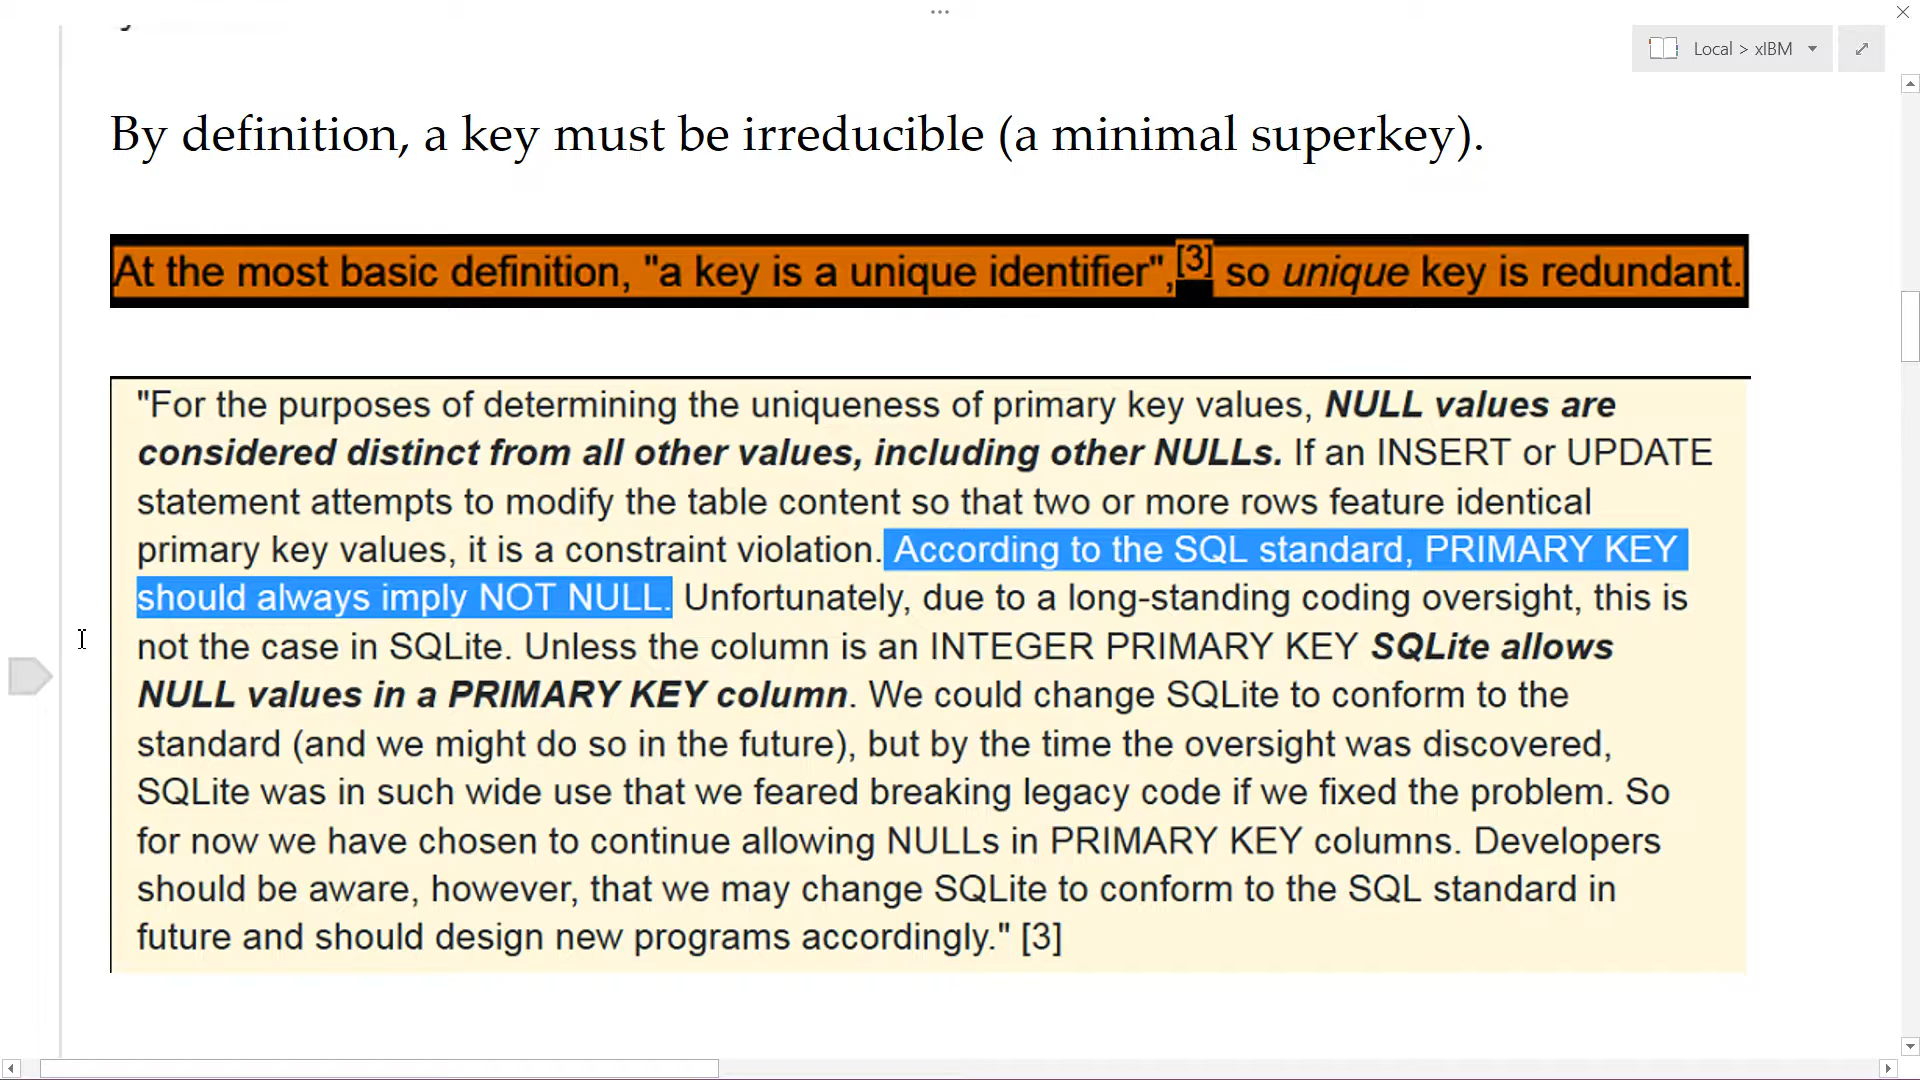 ...
Local > xIBM
By definition, a key must be irreducible (a minimal superkey).
At the most basic definition, "a key is a unique identifier",[3] so unique key is redundant.
"For the purposes of determining the uniqueness of primary key values, NULL values are
considered distinct from all other values, including other NULLs. If an INSERT or UPDATE
statement attempts to modify the table content so that two or more rows feature identical
primary key values, it is a constraint violation. According to the SQL standard, PRIMARY KEY
should always imply NOT NULL. Unfortunately, due to a long-standing coding oversight, this is
not the case in SQLite. Unless the column is an INTEGER PRIMARY KEY SQLite allows
NULL values in a PRIMARY KEY column. We could change SQLite to conform to the
standard (and we might do so in the future), but by the time the oversight was discovered,
SQLite was in such wide use that we feared breaking legacy code if we fixed the problem. So
for now we have chosen to continue allowing NULLs in PRIMARY KEY columns. Developers
should be aware, however, that we may change SQLite to conform to the SQL standard in
future and should design new programs accordingly." [3]